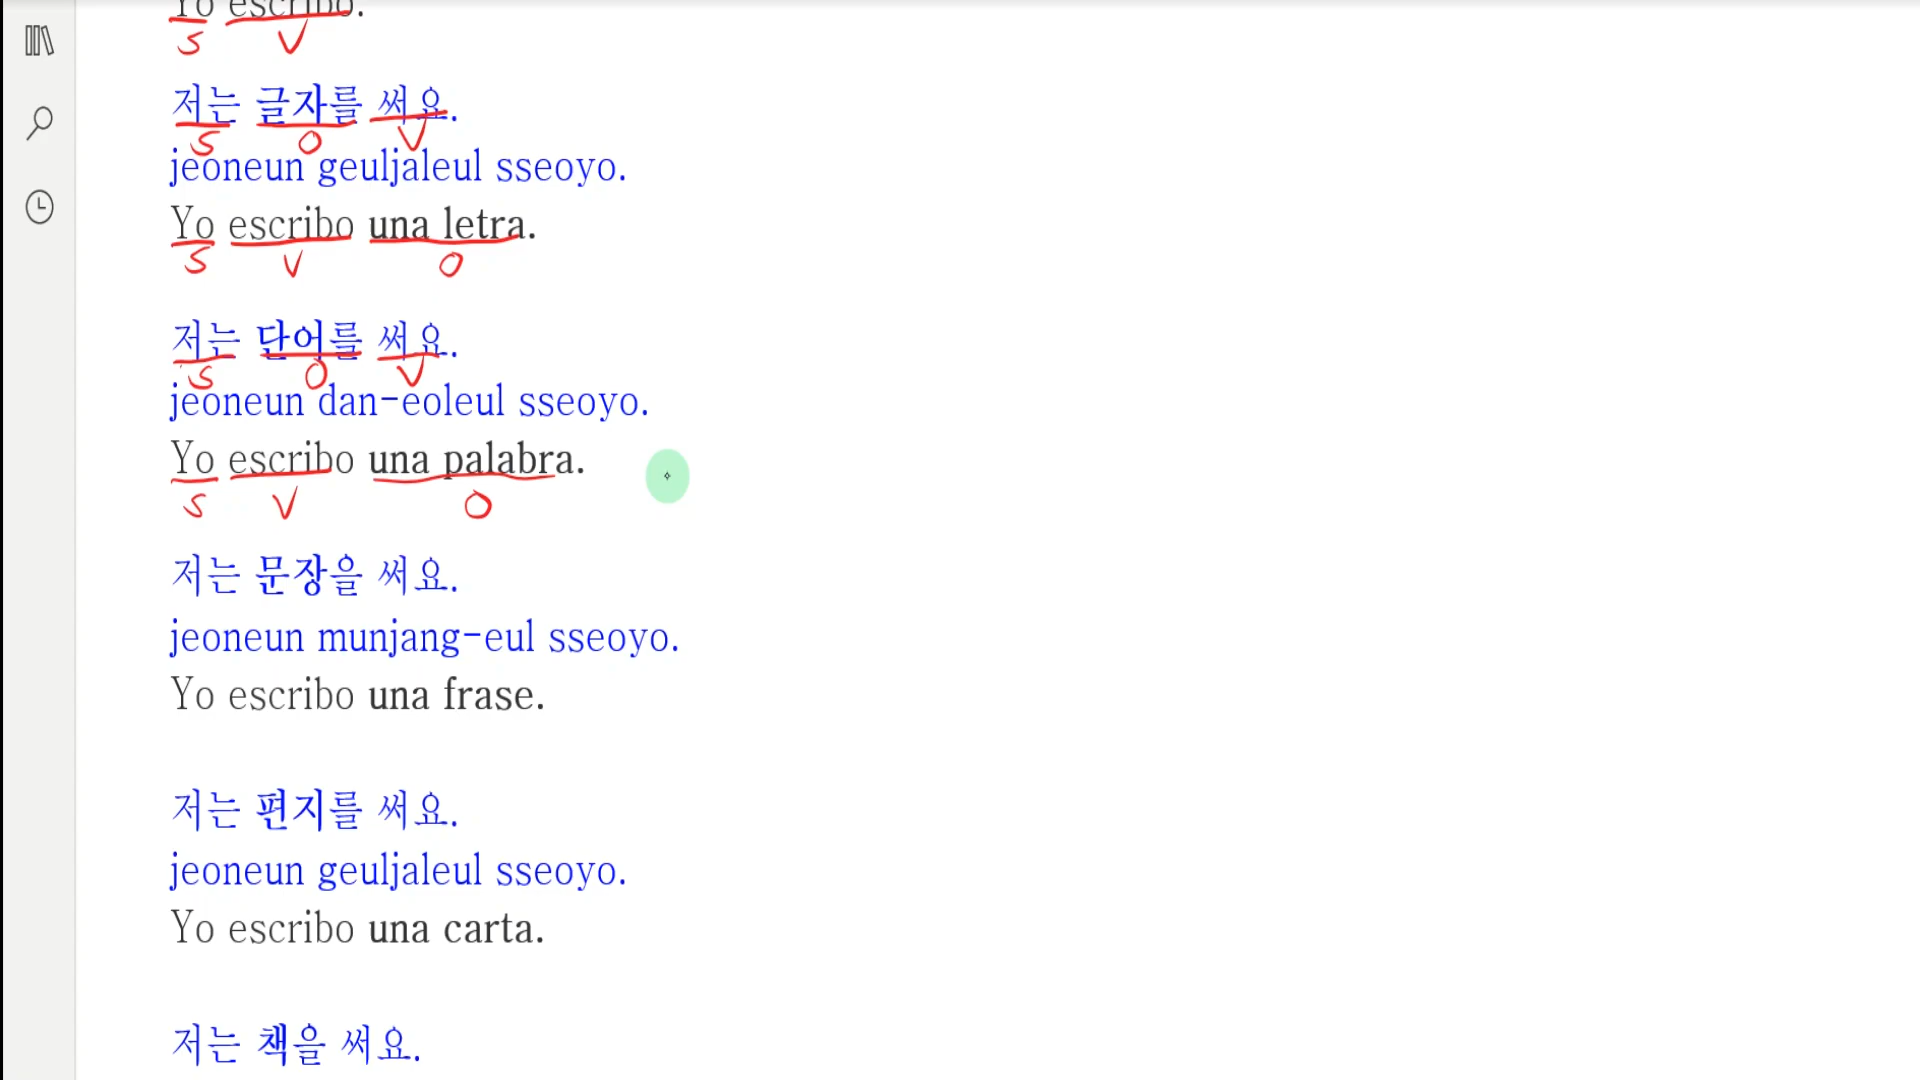 Yo escribo.
S V
저는 글자를 써요.
S O V
jeoneun geuljaleul sseoyo.
Yo escribo una letra.
S V O
저는 단어를 써요.
S O V
jeoneun dan-eoleul sseoyo.
Yo escribo una palabra.
S V O
저는 문장을 써요.
jeoneun munjang-eul sseoyo.
Yo escribo una frase.
저는 편지를 써요.
jeoneun geuljaleul sseoyo.
Yo escribo una carta.
저는 책을 써요.